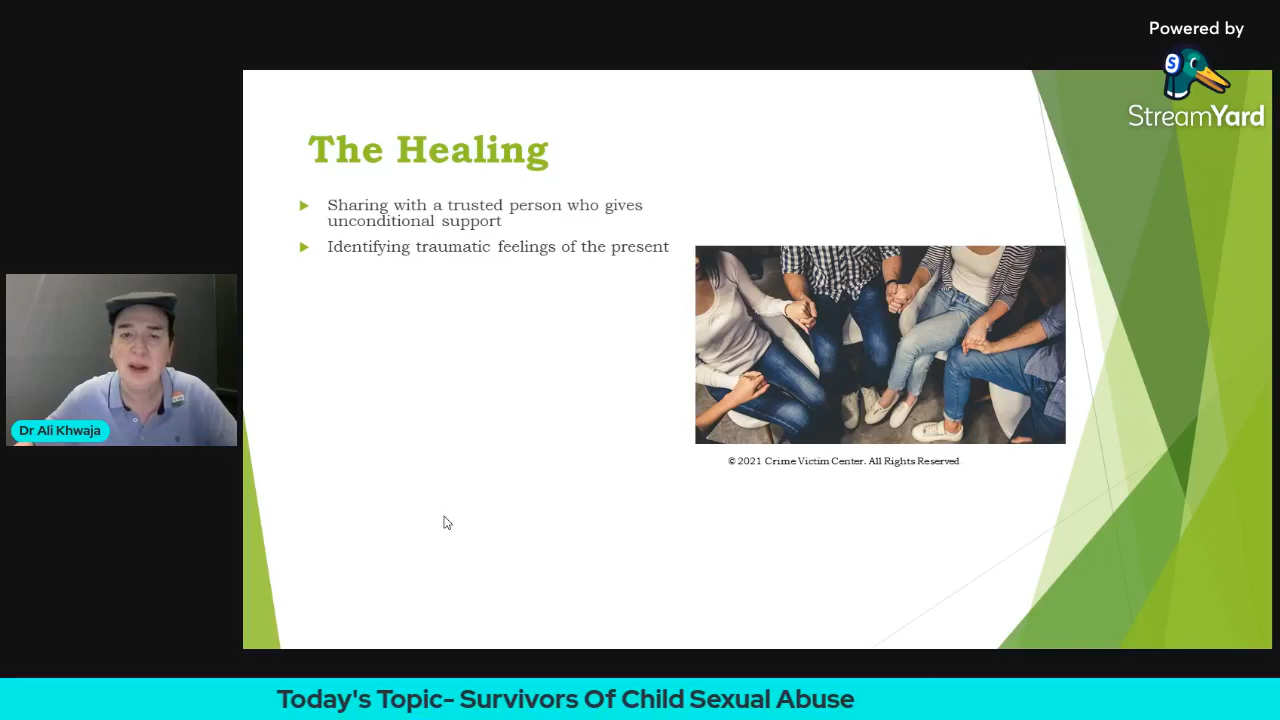 Powered by
StreamYard
The Healing
Sharing with a trusted person who gives
unconditional support
Identifying traumatic feelings of the present
© 2021 Crime Victim Center. All Rights Reserved
Dr Ali Khwaja
Today's Topic- Survivors Of Child Sexual Abuse